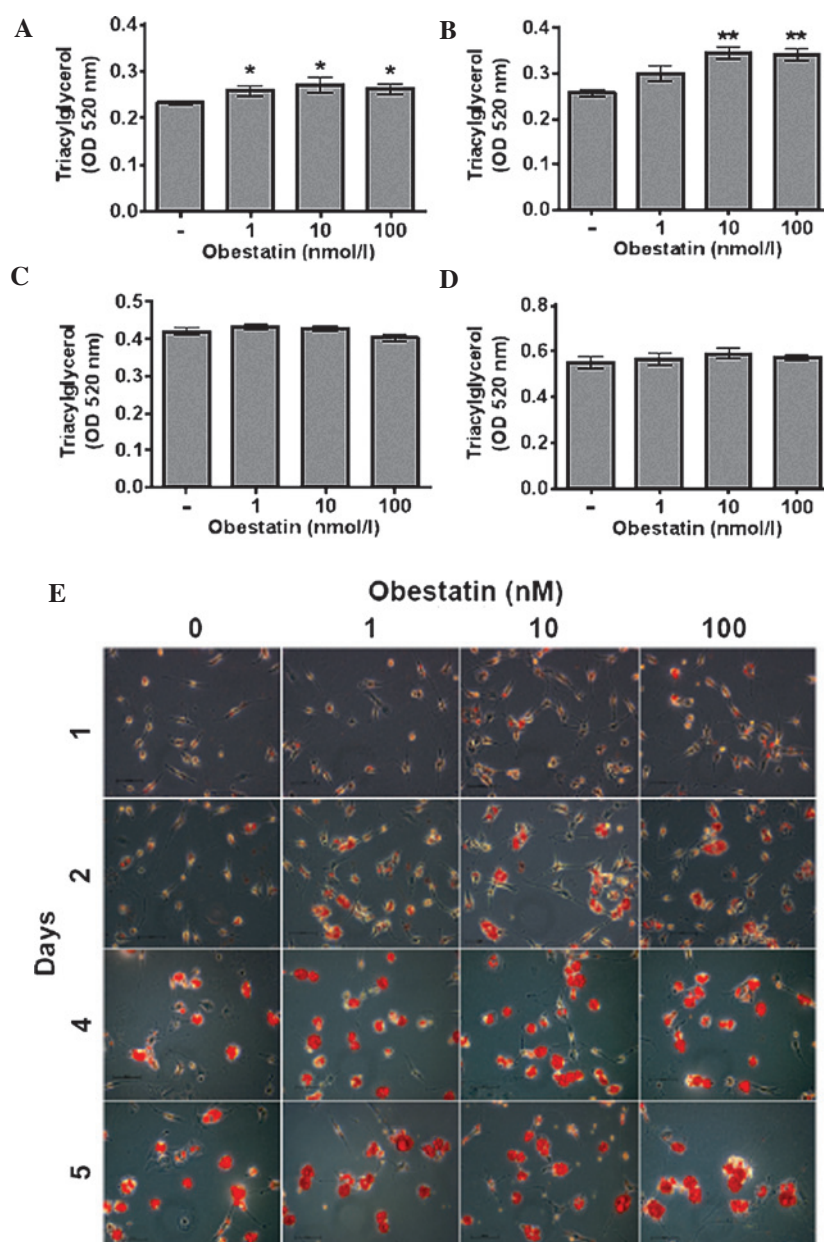 A
0.4
0.3
0.2
0.1
0.0
Triacylglycerol
(OD 520 nm)
*
*
*
-
1
10
100
Obestatin (nmol/l)
B
0.4
0.3
0.2
0.1
0.0
Triacylglycerol
(OD 520 nm)
**
**
-
1
10
100
Obestatin (nmol/l)
C
0.5
0.4
0.3
0.2
0.1
0.0
Triacylglycerol
(OD 520 nm)
-
1
10
100
Obestatin (nmol/l)
D
0.8
0.6
0.4
0.2
0.0
Triacylglycerol
(OD 520 nm)
-
1
10
100
Obestatin (nmol/l)
E
Obestatin (nM)
0
1
10
100
Days
1
2
4
5